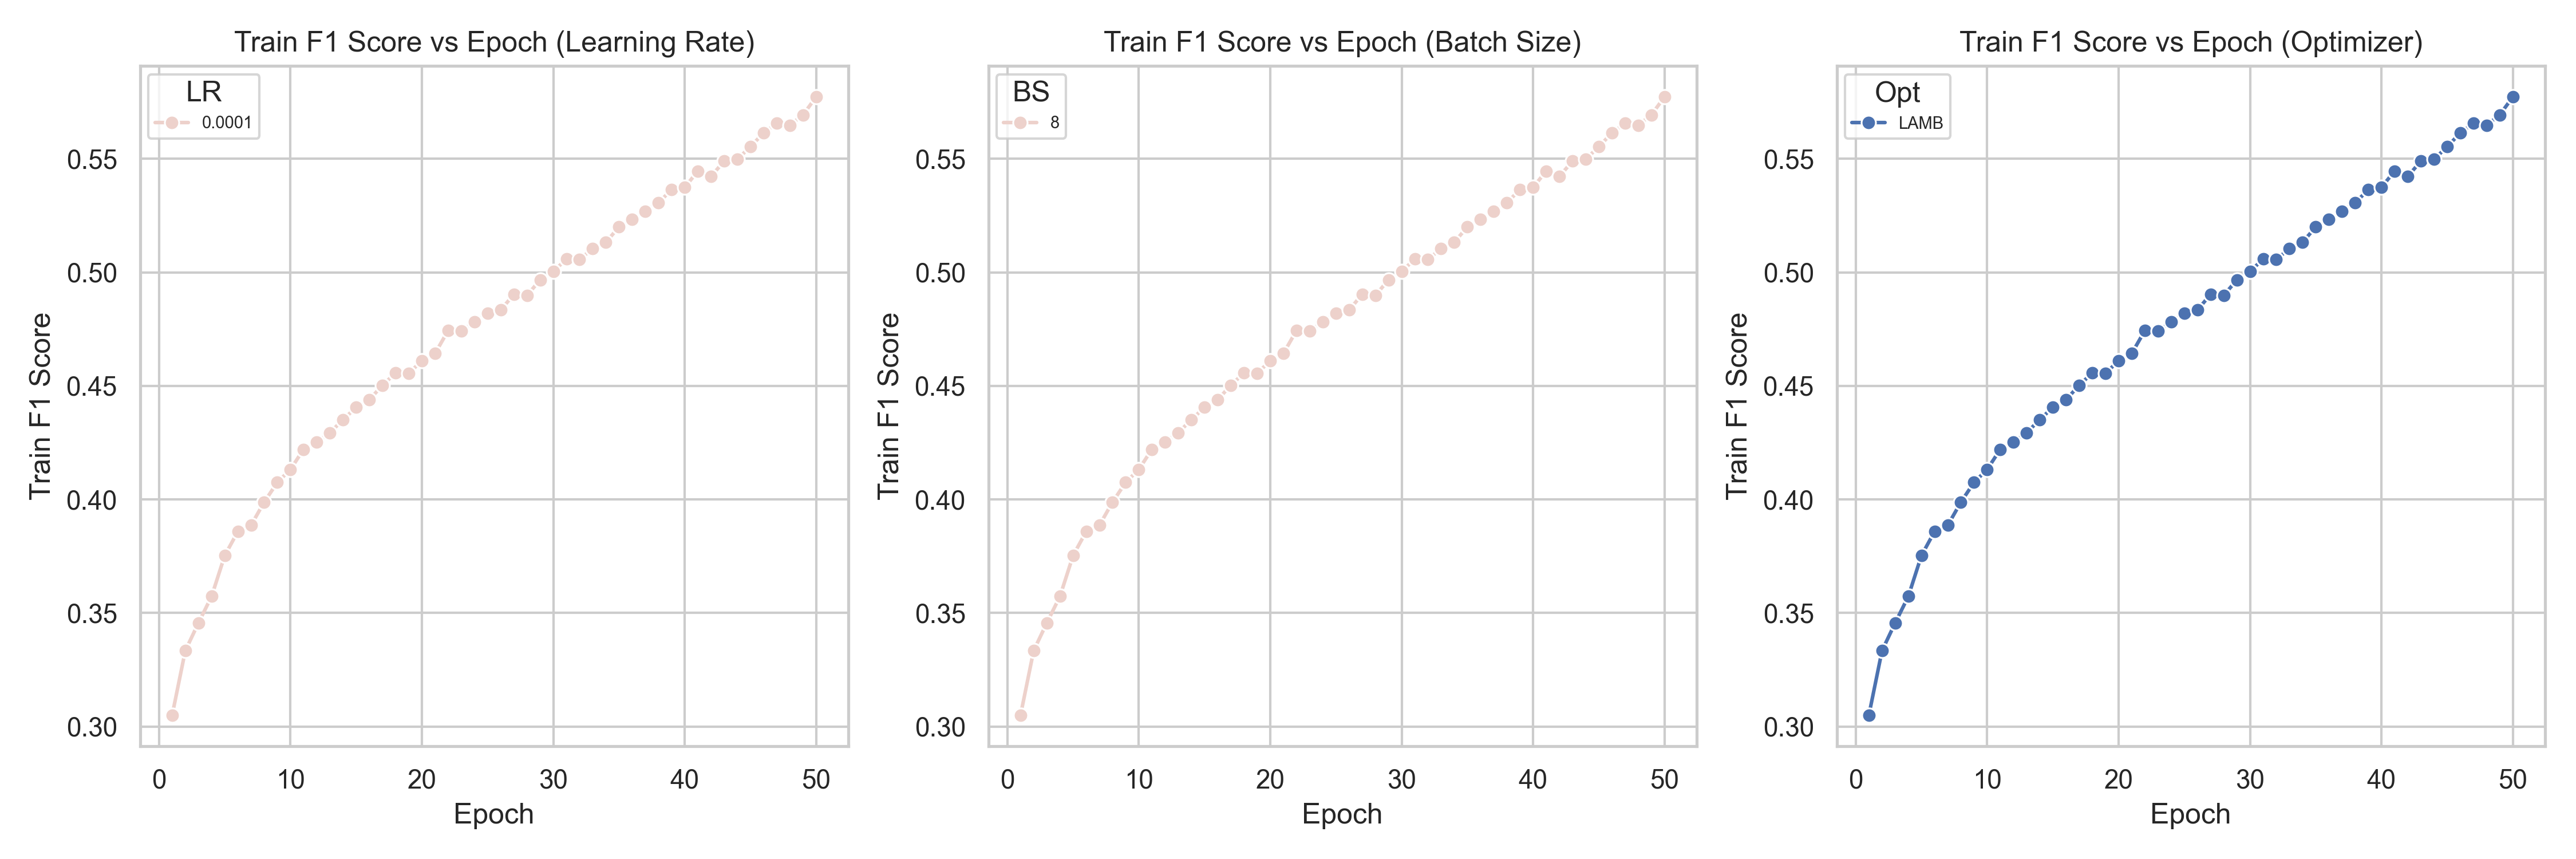 Train F1 Score vs Epoch (Learning Rate)
LR
0.0001
0.55
0.50
0.45
0.40
0.35
0.30
Train F1 Score
0 10 20 30 40 50
Epoch
Train F1 Score vs Epoch (Batch Size)
BS
8
0.55
0.50
0.45
0.40
0.35
0.30
Train F1 Score
0 10 20 30 40 50
Epoch
Train F1 Score vs Epoch (Optimizer)
Opt
LAMB
0.55
0.50
0.45
0.40
0.35
0.30
Train F1 Score
0 10 20 30 40 50
Epoch